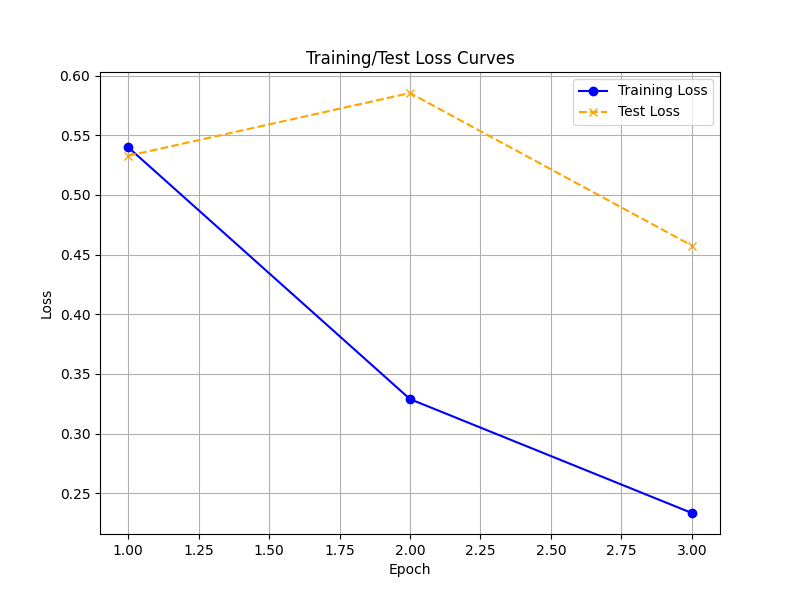 Training/Test Loss Curves
Training Loss
Test Loss
0.60
0.55
0.50
0.45
0.40
0.35
0.30
0.25
Loss
1.00 1.25 1.50 1.75 2.00 2.25 2.50 2.75 3.00
Epoch